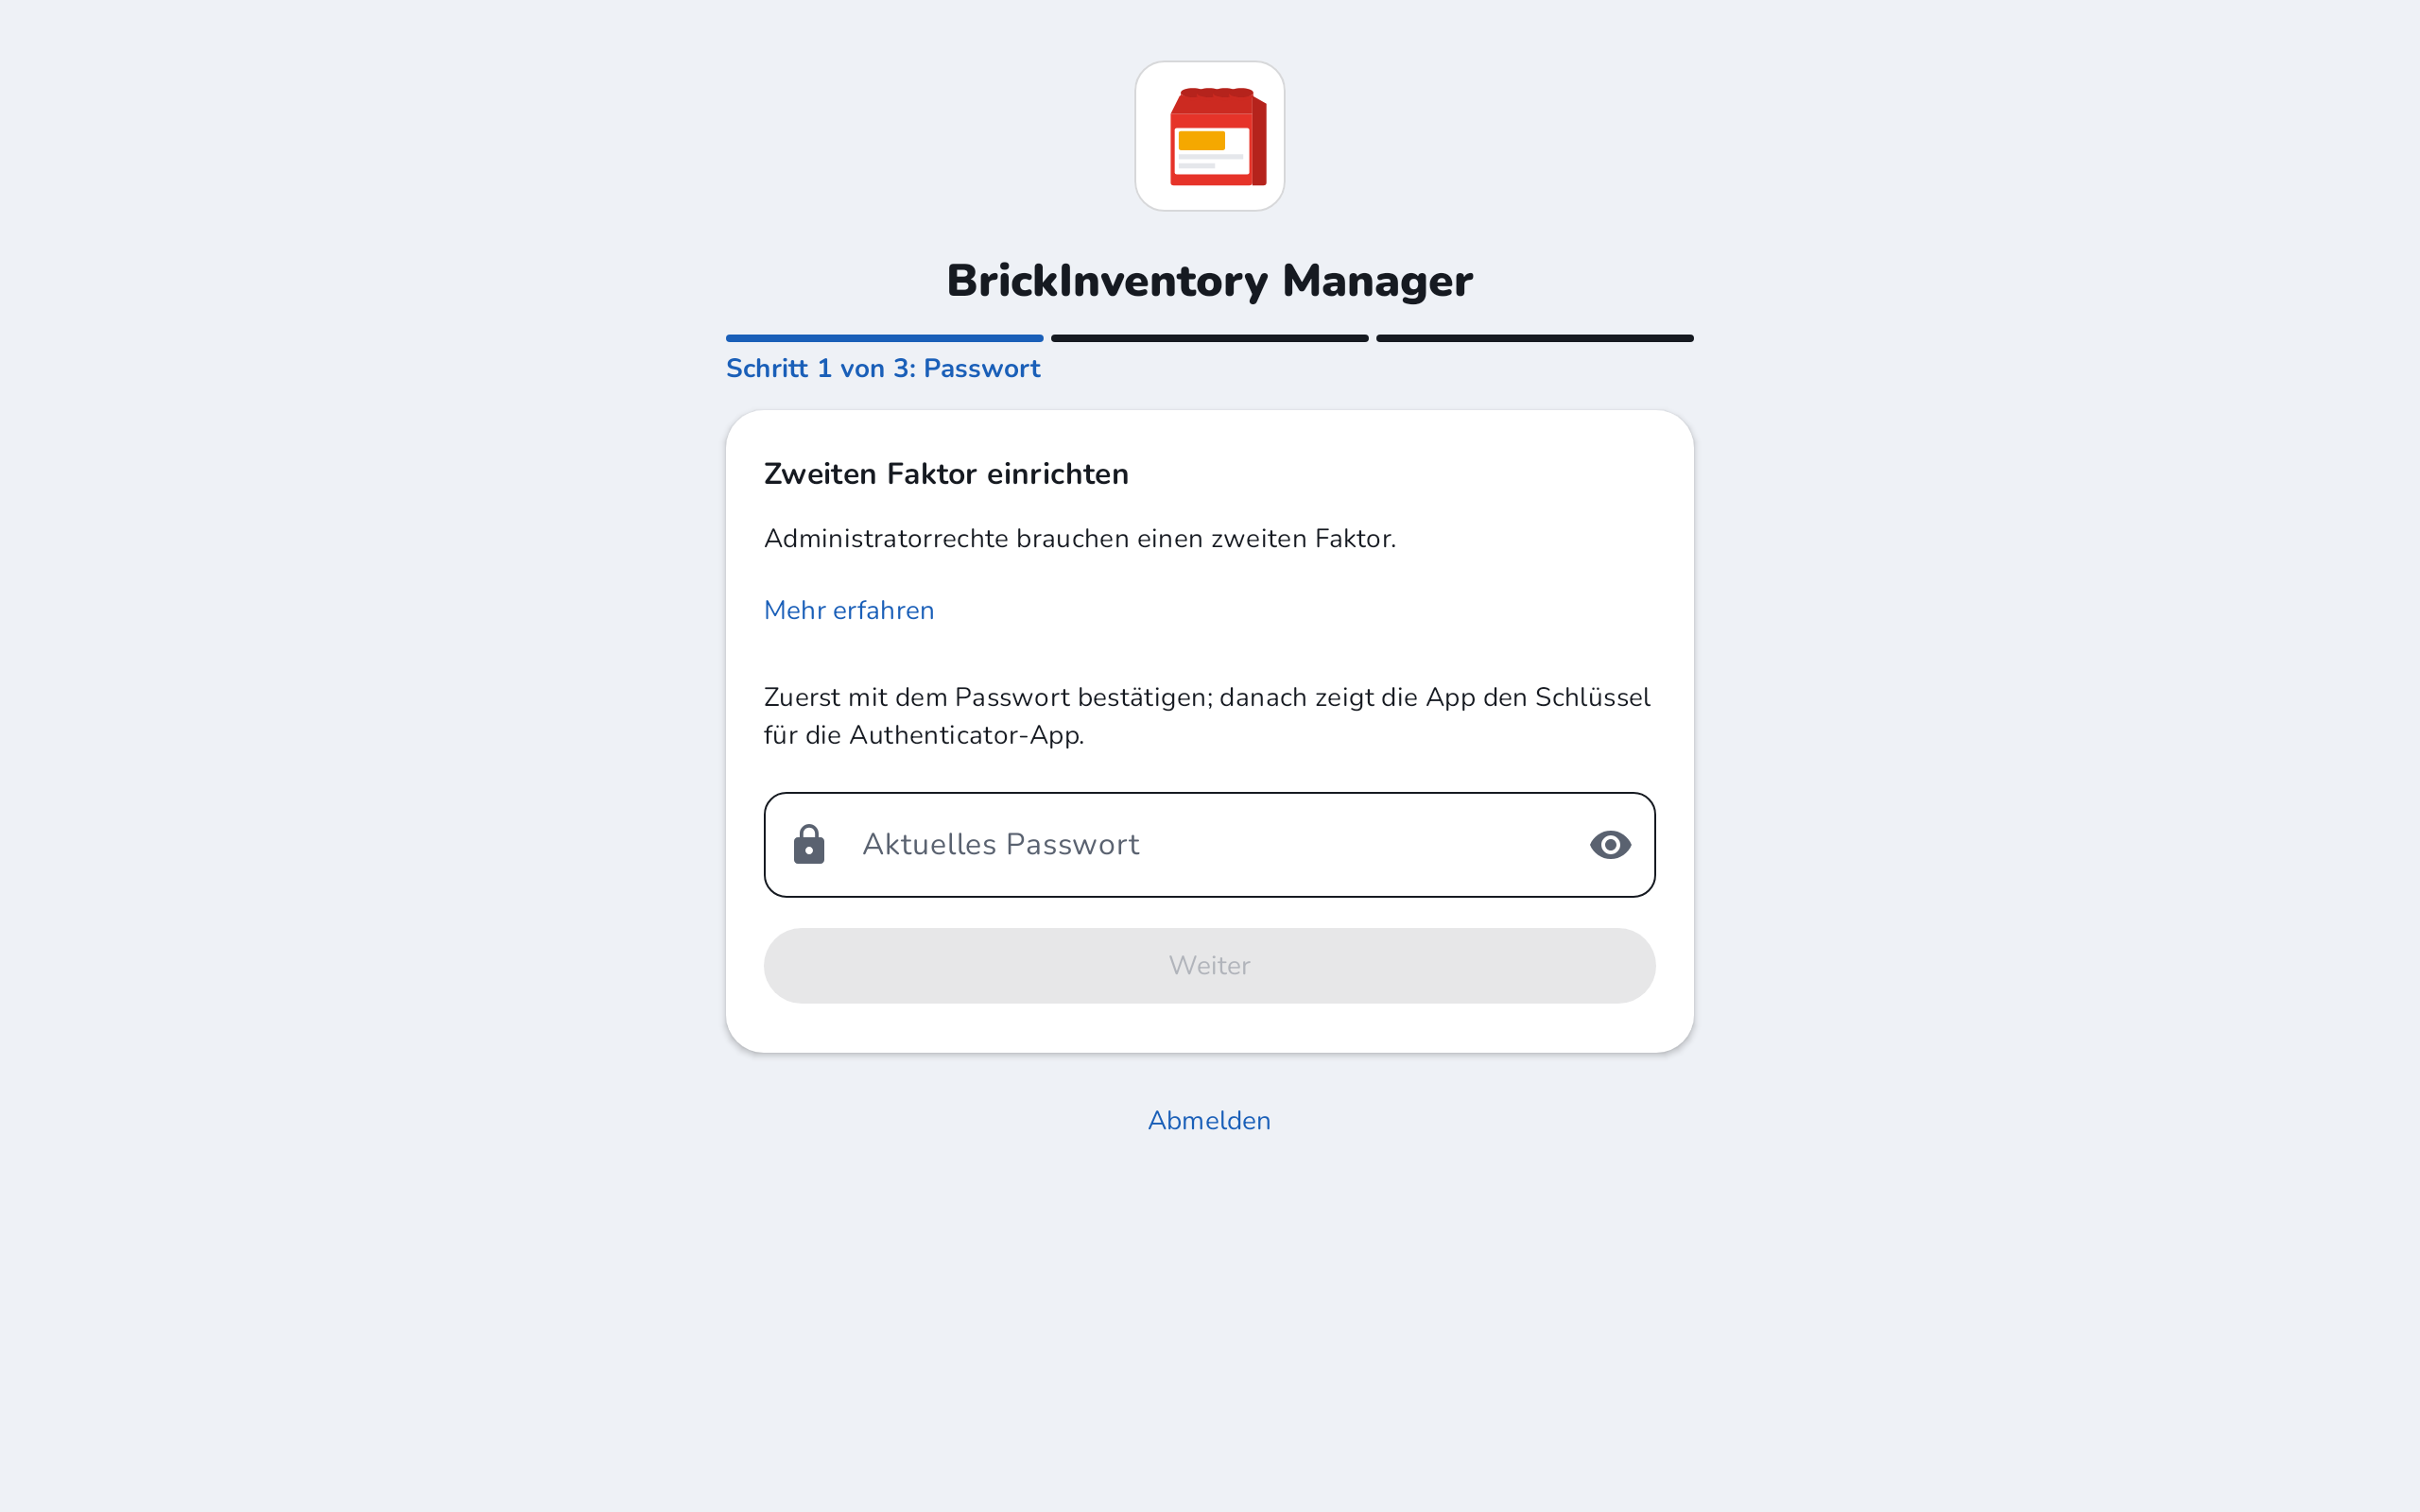 BrickInventory Manager
Schritt 1 von 3: Passwort
Zweiten Faktor einrichten
Administratorrechte brauchen einen zweiten Faktor.
Mehr erfahren
Zuerst mit dem Passwort bestätigen; danach zeigt die App den Schlüssel
für die Authenticator-App.
Aktuelles Passwort
Weiter
Abmelden